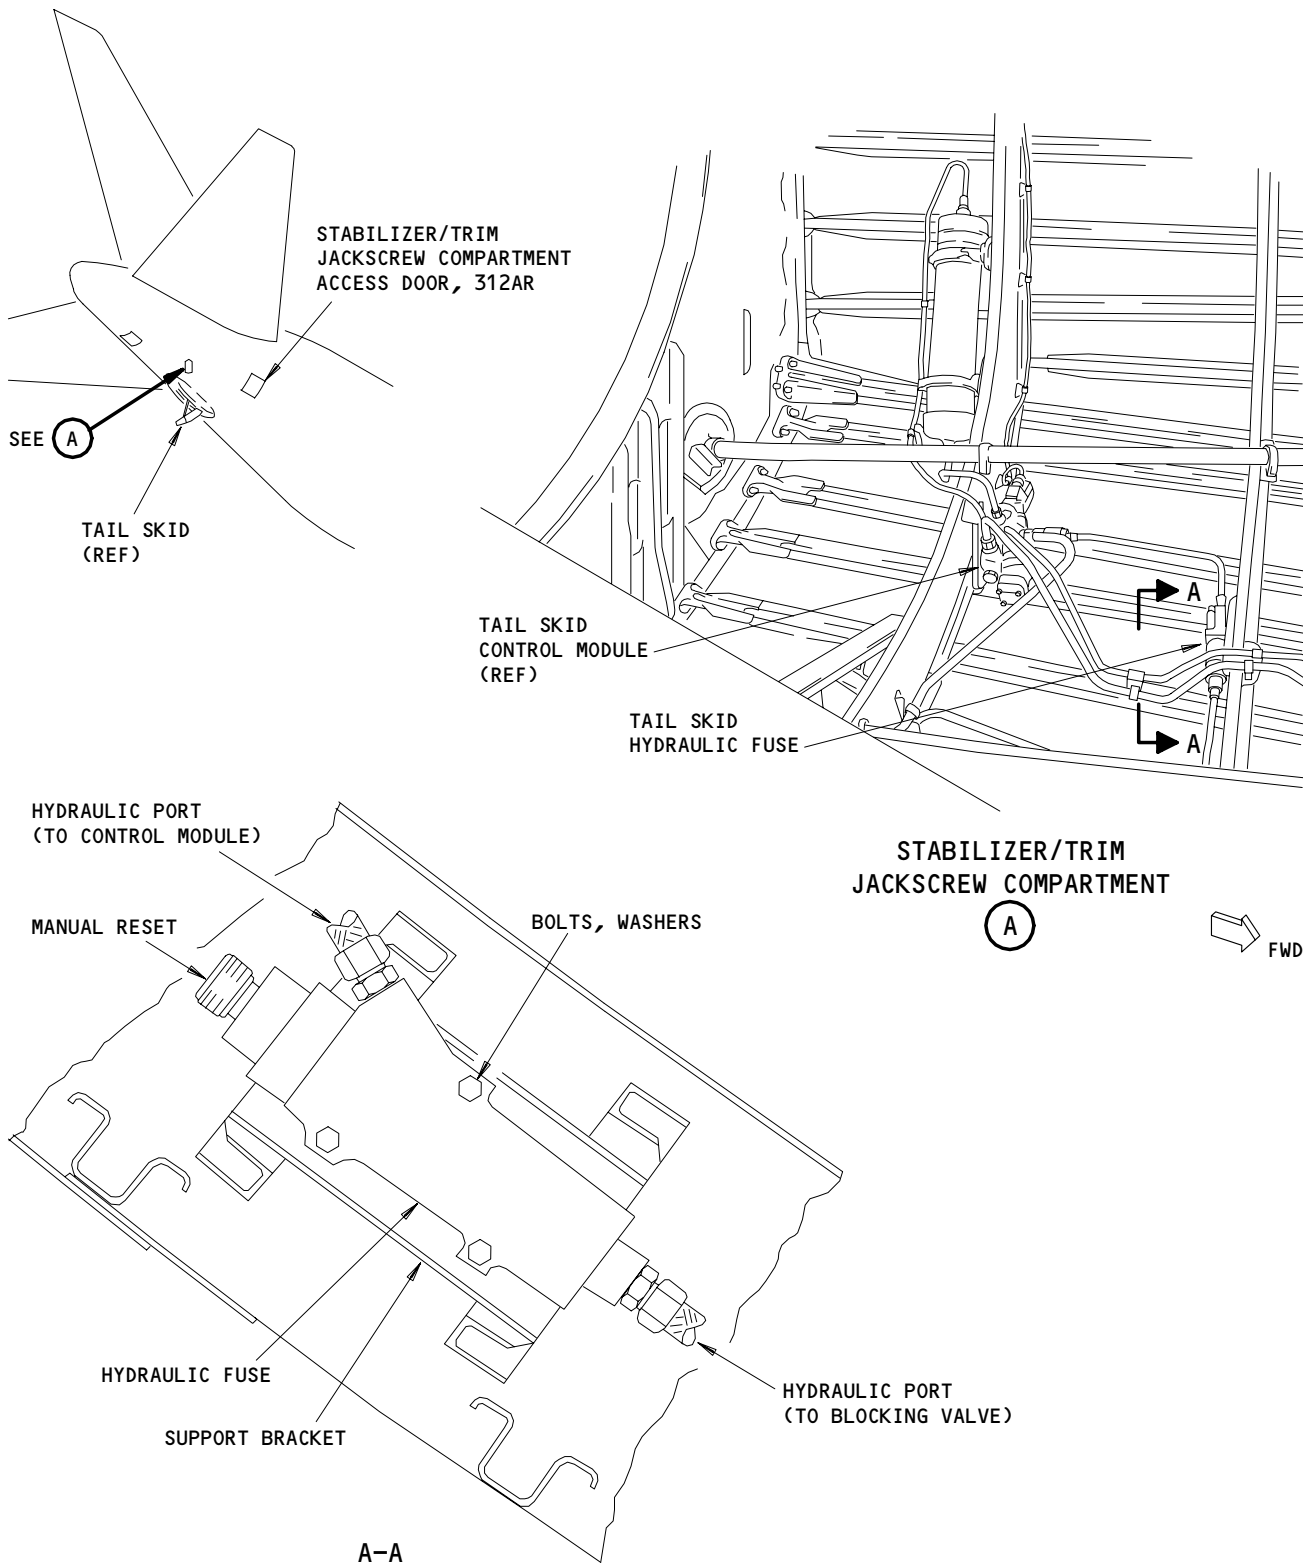 STABILIZER/TRIM
JACKSCREW COMPARTMENT
ACCESS DOOR, 312AR
SEE A
TAIL SKID
(REF)
TAIL SKID
CONTROL MODULE
(REF)
TAIL SKID
HYDRAULIC FUSE
A
A
STABILIZER/TRIM
JACKSCREW COMPARTMENT
A
FWD
HYDRAULIC PORT
(TO CONTROL MODULE)
MANUAL RESET
BOLTS, WASHERS
HYDRAULIC FUSE
SUPPORT BRACKET
HYDRAULIC PORT
(TO BLOCKING VALVE)
A-A